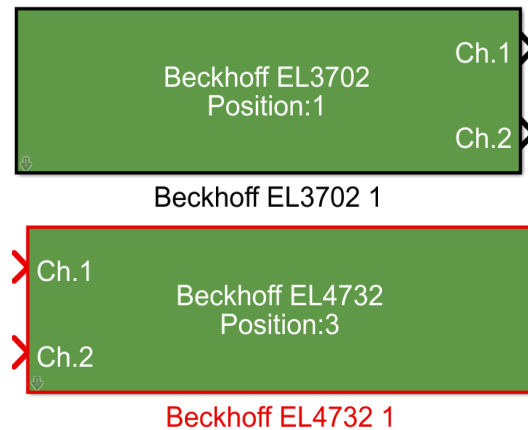 Ch.1
Beckhoff EL3702
Position:1
Ch.2
Beckhoff EL3702 1
Ch.1
Beckhoff EL4732
Position:3
Ch.2
Beckhoff EL4732 1